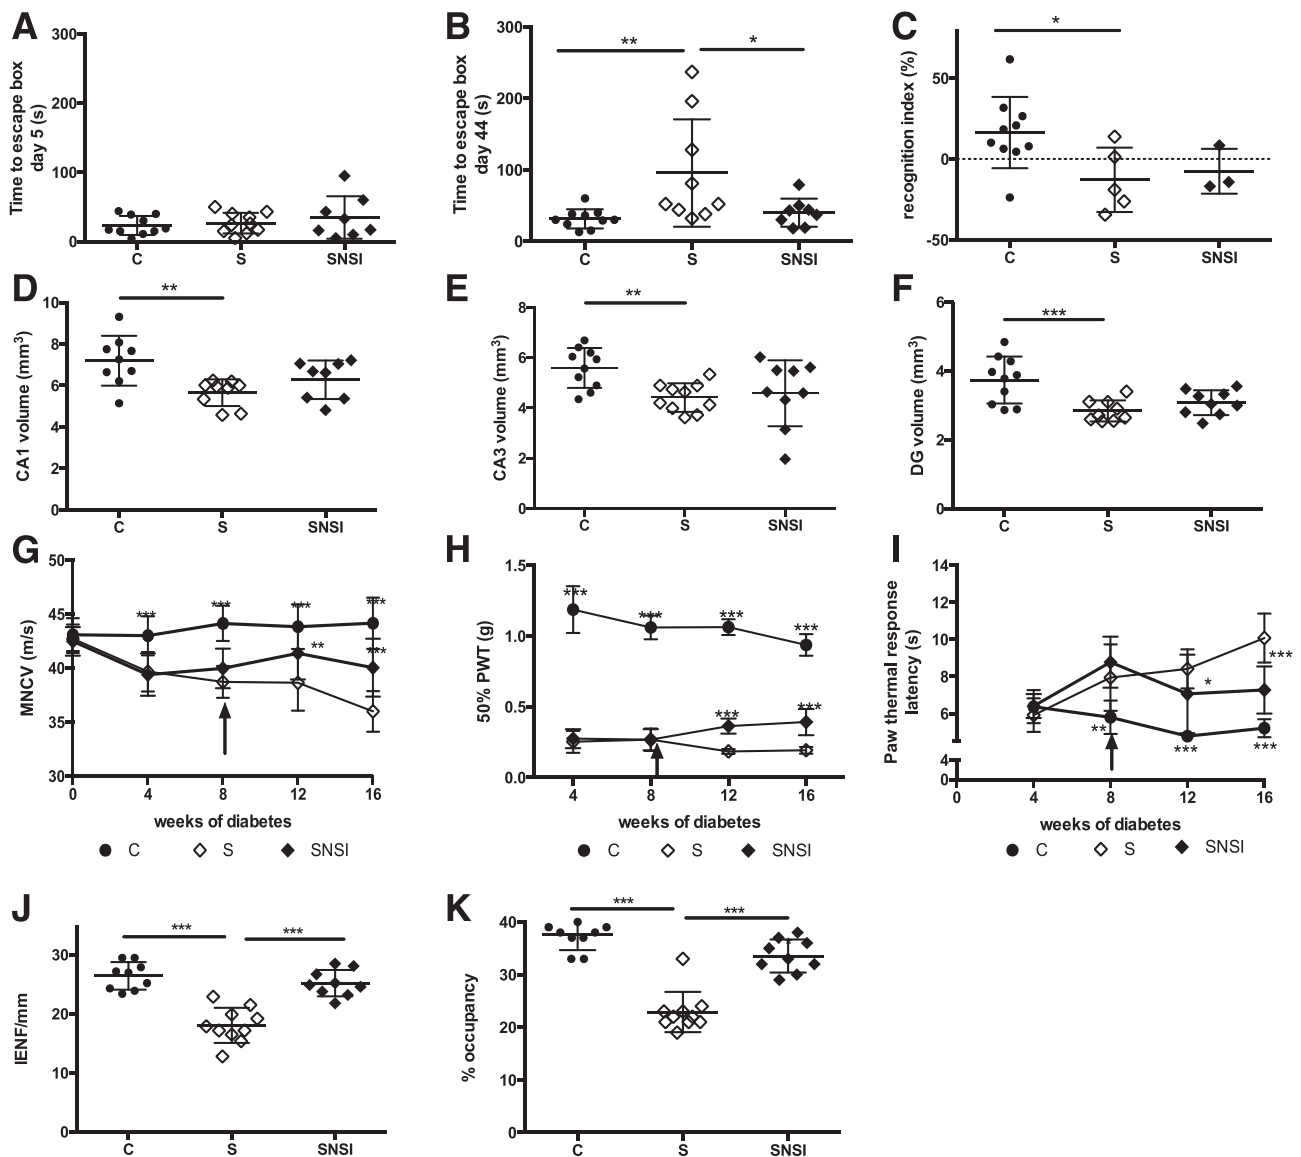 A
Time to escape box
day 5 (s)
300
200
100
0
C
S
SNSI
B
Time to escape box
day 44 (s)
300
200
100
0
**
*
C
S
SNSI
C
recognition index (%)
50
0
-50
*
C
S
SNSI
D
CA1 volume (mm3)
10
8
6
4
2
0
**
C
S
SNSI
E
CA3 volume (mm3)
8
6
4
2
0
**
C
S
SNSI
F
DG volume (mm3)
6
4
2
0
***
C
S
SNSI
G
MNCV (m/s)
50
45
40
35
30
***
***
***
***
**
***
0
4
8
12
16
weeks of diabetes
C
S
SNSI
H
50% PWT (g)
1.5
1.0
0.5
0.0
***
***
***
***
***
***
4
8
12
16
weeks of diabetes
C
S
SNSI
I
Paw thermal response
latency (s)
14
12
10
8
6
4
0
***
*
**
***
***
0
4
8
12
16
weeks of diabetes
C
S
SNSI
J
IENF/mm
30
20
10
0
***
***
C
S
SNSI
K
% occupancy
40
30
20
10
0
***
***
C
S
SNSI